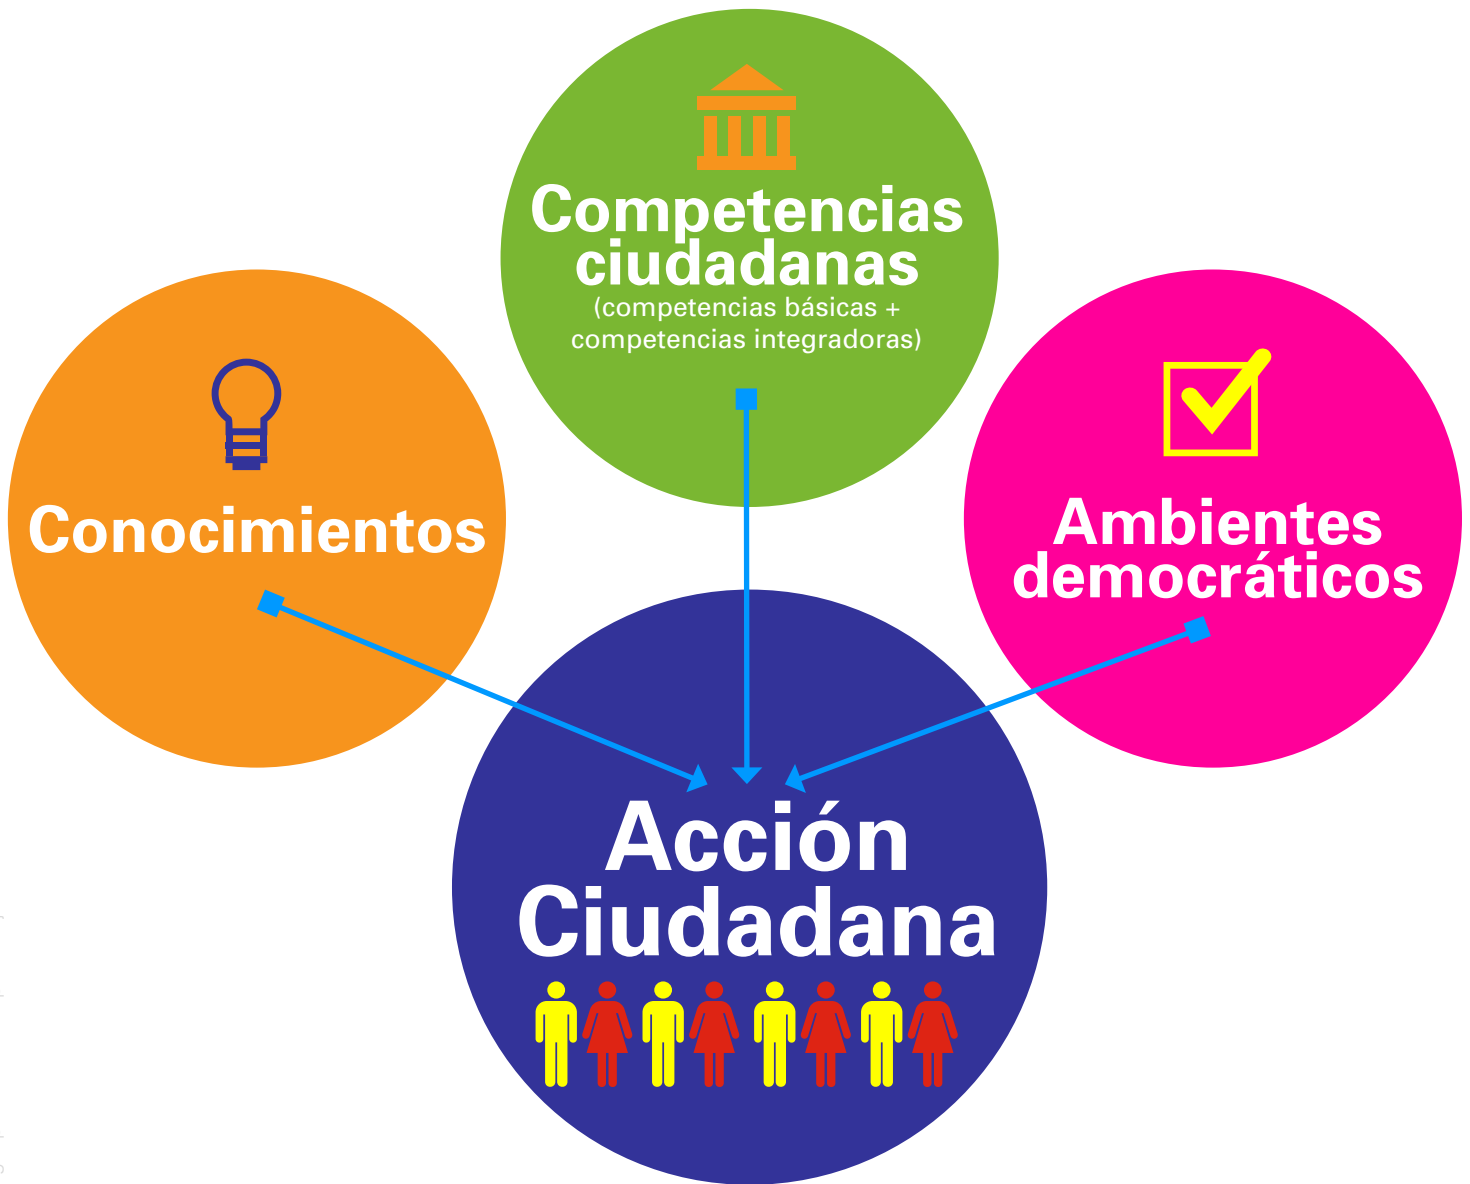 Competencias
ciudadanas
(competencias básicas +
competencias integradoras)
Conocimientos
Ambientes
democráticos
Acción
Ciudadana